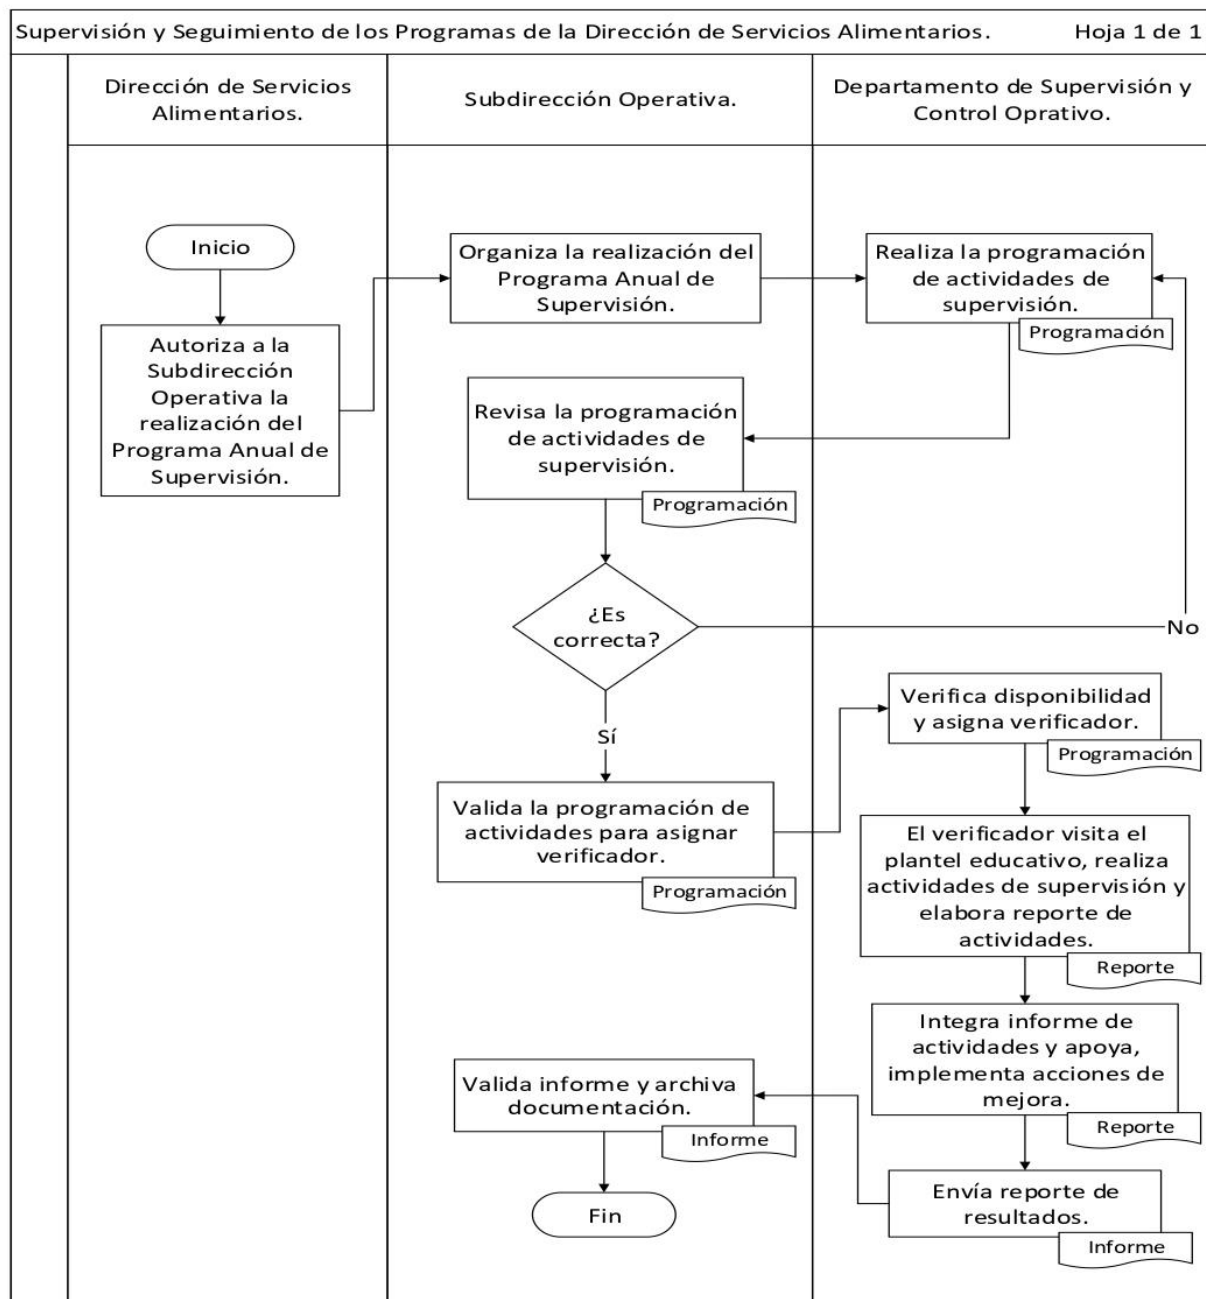 Supervisión y Seguimiento de los Programas de la Dirección de Servicios Alimentarios. Hoja 1 de 1
Dirección de Servicios
Alimentarios.
Subdirección Operativa.
Departamento de Supervisión y
Control Oprativo.
Inicio
Autoriza a la
Subdirección
Operativa la
realización del
Programa Anual de
Supervisión.
Organiza la realización del
Programa Anual de
Supervisión.
Realiza la programación
de actividades de
supervisión.
Programación
Revisa la programación
de actividades de
supervisión.
Programación
¿Es
correcta?
No
Sí
Valida la programación de
actividades para asignar
verificador.
Programación
Verifica disponibilidad
y asigna verificador.
Programación
El verificador visita el
plantel educativo, realiza
actividades de supervisión y
elabora reporte de
actividades.
Reporte
Integra informe de
actividades y apoya,
implementa acciones de
mejora.
Reporte
Envía reporte de
resultados.
Informe
Valida informe y archiva
documentación.
Informe
Fin